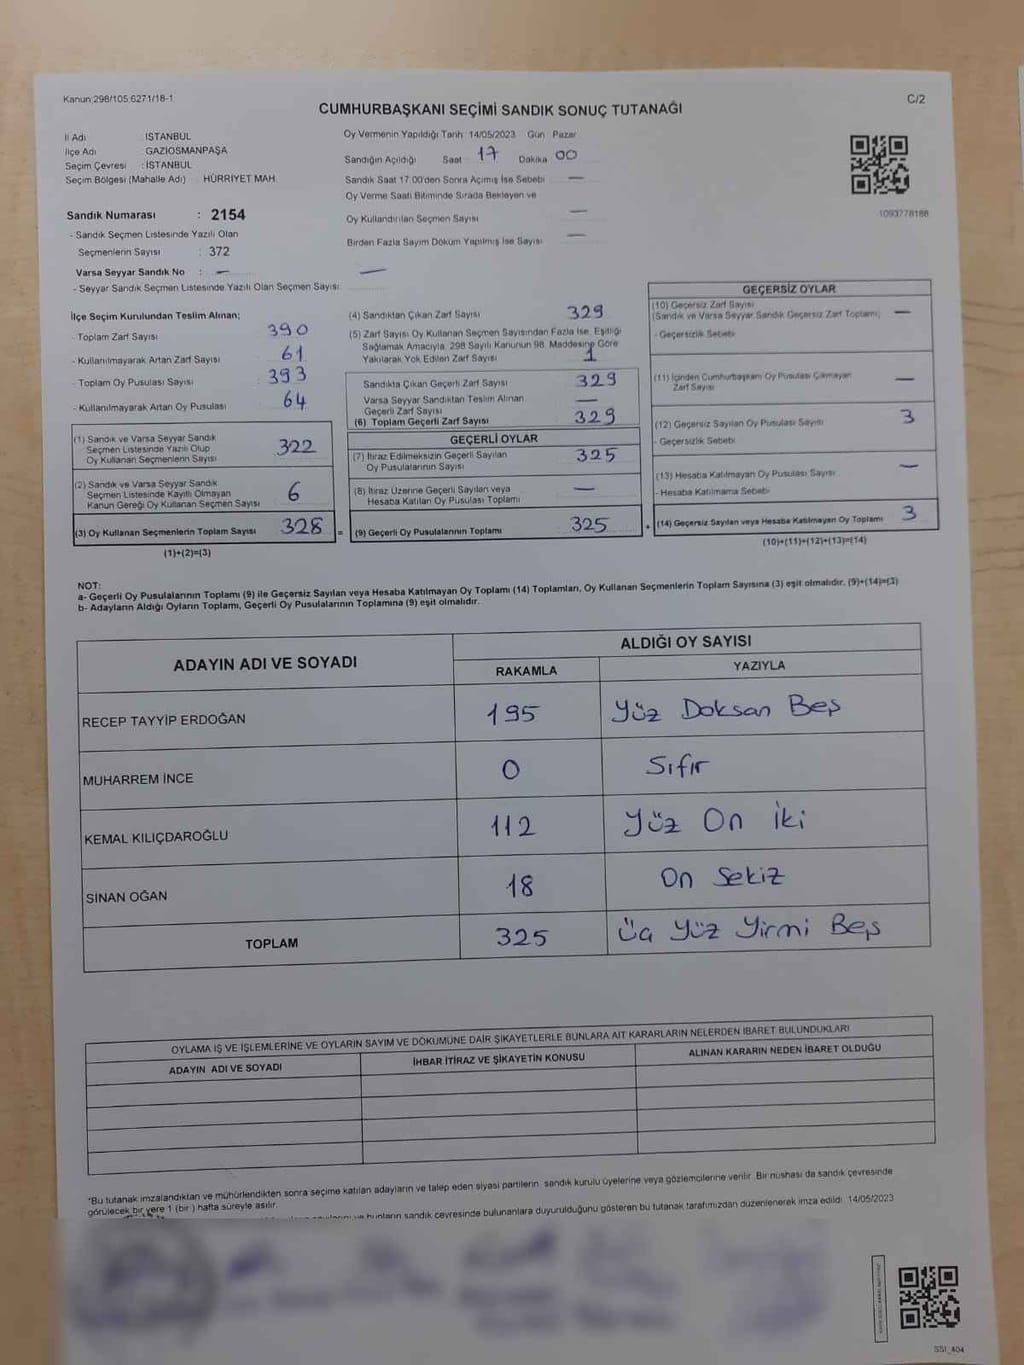 Kanun:298/105;6271/18-1
C/2
CUMHURBAŞKANI SEÇİMİ SANDIK SONUÇ TUTANAĞI
İl Adı : İSTANBUL
İlçe Adı : GAZİOSMANPAŞA
Seçim Çevresi : İSTANBUL
Seçim Bölgesi (Mahalle Adı) : HÜRRİYET MAH.
Sandık Numarası : 2154
- Sandık Seçmen Listesinde Yazılı Olan
Seçmenlerin Sayısı : 372
Varsa Seyyar Sandık No : —
- Seyyar Sandık Seçmen Listesinde Yazılı Olan Seçmen Sayısı: —
Oy Vermenin Yapıldığı Tarih 14/05/2023 Gün Pazar
Sandığın Açıldığı Saat 17 Dakika 00
Sandık Saat 17:00'den Sonra Açımış İse Sebebi —
Oy Verme Saati Bitiminde Sırada Bekleyen ve
Oy Kullandırılan Seçmen Sayısı —
Birden Fazla Sayım Döküm Yapılmış İse Sayısı —
1093778188
İlçe Seçim Kurulundan Teslim Alınan;
- Toplam Zarf Sayısı : 390
- Kullanılmayarak Artan Zarf Sayısı : 61
- Toplam Oy Pusulası Sayısı : 393
- Kullanılmayarak Artan Oy Pusulası : 64
(1) Sandık ve Varsa Seyyar Sandık
Seçmen Listesinde Yazılı Olup
Oy Kullanan Seçmenlerin Sayısı 322
(2) Sandık ve Varsa Seyyar Sandık
Seçmen Listesinde Kayıtlı Olmayan
Kanun Gereği Oy Kullanan Seçmen Sayısı 6
(3) Oy Kullanan Seçmenlerin Toplam Sayısı 328 =
(1)+(2)=(3)
(4) Sandıktan Çıkan Zarf Sayısı 329
(5) Zarf Sayısı Oy Kullanan Seçmen Sayısından Fazla İse, Eşitliği
Sağlamak Amacıyla, 298 Sayılı Kanunun 98. Maddesine Göre
Yakılarak Yok Edilen Zarf Sayısı 1
Sandıkta Çıkan Geçerli Zarf Sayısı 329
Varsa Seyyar Sandıktan Teslim Alınan
Geçerli Zarf Sayısı —
(6) Toplam Geçerli Zarf Sayısı 329
GEÇERLİ OYLAR
(7) İtiraz Edilmeksizin Geçerli Sayılan
Oy Pusulalarının Sayısı 325
(8) İtiraz Üzerine Geçerli Sayılan veya
Hesaba Katılan Oy Pusulası Toplamı —
(9) Geçerli Oy Pusulalarının Toplamı 325 +
GEÇERSİZ OYLAR
(10) Geçersiz Zarf Sayısı
(Sandık ve Varsa Seyyar Sandık Geçersiz Zarf Toplamı) —
- Geçersizlik Sebebi
(11) İçinden Cumhurbaşkanı Oy Pusulası Çıkmayan
Zarf Sayısı —
(12) Geçersiz Sayılan Oy Pusulası Sayısı 3
- Geçersizlik Sebebi
(13) Hesaba Katılmayan Oy Pusulası Sayısı —
- Hesaba Katılmama Sebebi
(14) Geçersiz Sayılan veya Hesaba Katılmayan Oy Toplamı 3
(10)+(11)+(12)+(13)=(14)
NOT:
a- Geçerli Oy Pusulalarının Toplamı (9) ile Geçersiz Sayılan veya Hesaba Katılmayan Oy Toplamı (14) Toplamları, Oy Kullanan Seçmenlerin Toplam Sayısına (3) eşit olmalıdır. (9)+(14)=(3)
b- Adayların Aldığı Oyların Toplamı, Geçerli Oy Pusulalarının Toplamına (9) eşit olmalıdır.
ADAYIN ADI VE SOYADI
ALDIĞI OY SAYISI
RAKAMLA YAZIYLA
RECEP TAYYİP ERDOĞAN 195 Yüz Doksan Beş
MUHARREM İNCE 0 Sıfır
KEMAL KILIÇDAROĞLU 112 Yüz On İki
SİNAN OĞAN 18 On Sekiz
TOPLAM 325 Üç Yüz Yirmi Beş
OYLAMA İŞ VE İŞLEMLERİNE VE OYLARIN SAYIM VE DÖKÜMÜNE DAİR ŞİKAYETLERLE BUNLARA AİT KARARLARIN NELERDEN İBARET BULUNDUKLARI
ADAYIN ADI VE SOYADI İHBAR İTİRAZ VE ŞİKAYETİN KONUSU ALINAN KARARIN NEDEN İBARET OLDUĞU
*Bu tutanak imzalandıktan ve mühürlendikten sonra seçime katılan adayların ve talep eden siyasi partilerin sandık kurulu üyelerine veya gözlemcilerine verilir. Bir nüshası da sandık çevresinde
görülecek bir yere 1 (bir) hafta süreyle asılır.
bunların sandık çevresinde bulunanlara duyurulduğunu gösteren bu tutanak tarafımızdan düzenlenerek imza edildi. 14/05/2023
SSI_404